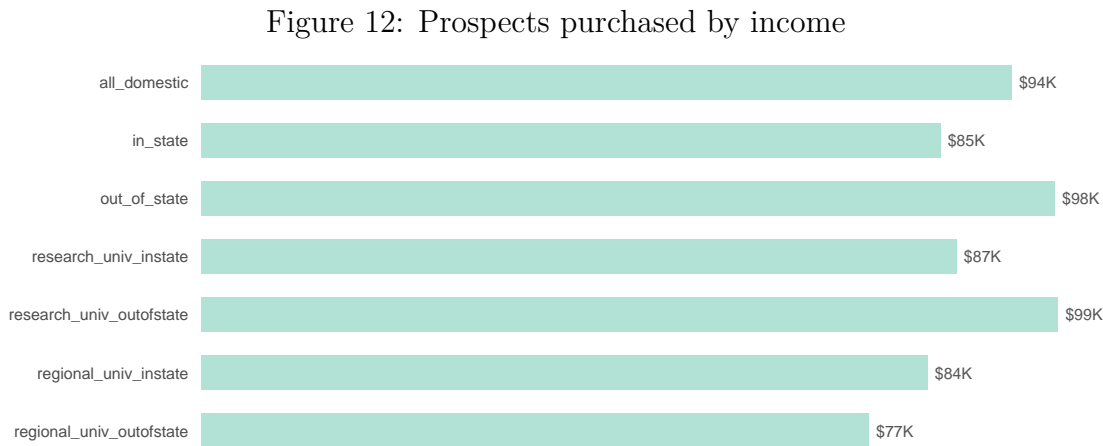 Figure 12: Prospects purchased by income
all_domestic $94K
in_state $85K
out_of_state $98K
research_univ_instate $87K
research_univ_outofstate $99K
regional_univ_instate $84K
regional_univ_outofstate $77K